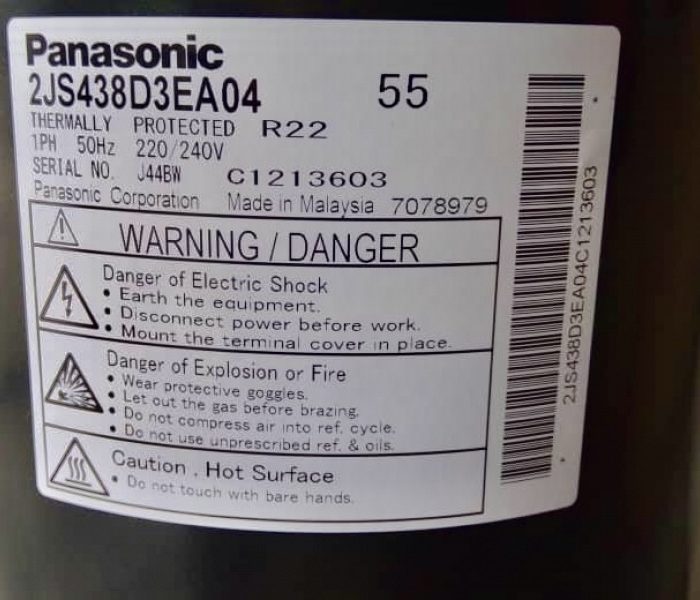 Panasonic
2JS438D3EA04 55
THERMALLY PROTECTED R22
1PH 50Hz 220/240V
SERIAL NO. J44BW C1213603
Panasonic Corporation Made in Malaysia 7078979
WARNING / DANGER
Danger of Electric Shock
• Earth the equipment.
• Disconnect power before work.
• Mount the terminal cover in place.
Danger of Explosion or Fire
• Wear protective goggles.
• Let out the gas before brazing.
• Do not compress air into ref. cycle.
• Do not use unprescribed ref. & oils.
Caution . Hot Surface
• Do not touch with bare hands.
2JS438D3EA04C1213603